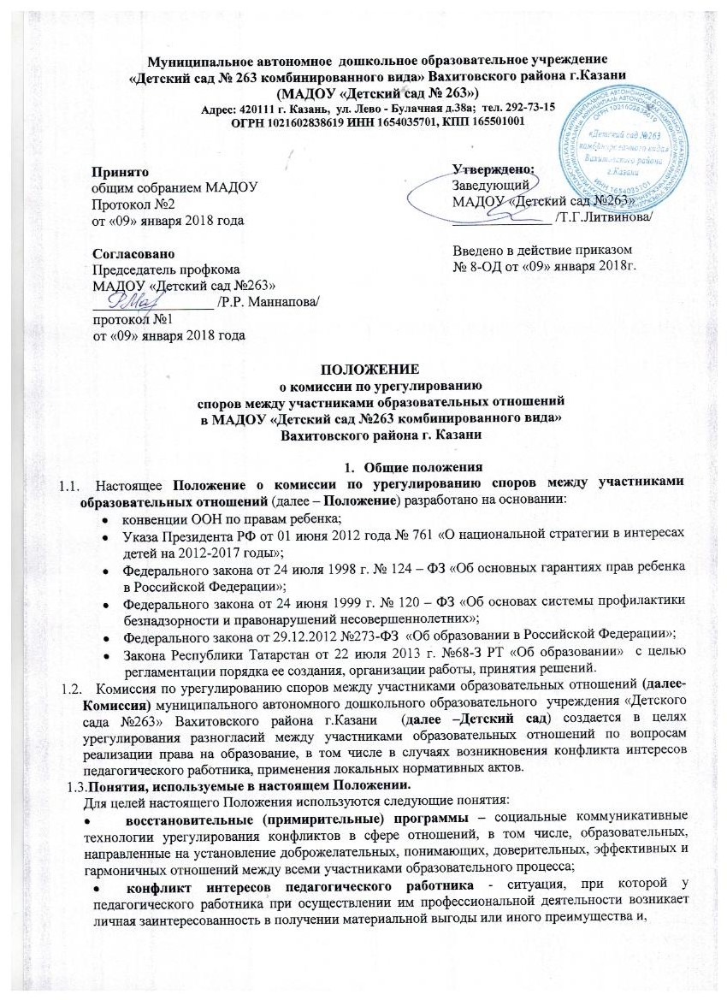 Муниципальное автономное дошкольное образовательное учреждение
«Детский сад № 263 комбинированного вида» Вахитовского района г.Казани
(МАДОУ «Детский сад № 263»)
Адрес: 420111 г. Казань, ул. Лево - Булачная д.38а; тел. 292-73-15
ОГРН 1021602838619 ИНН 1654035701, КПП 165501001
ОГРН 1021602838619
«Детский сад №263
комбинированного вида»
Вахитовского района
г.Казани
ИНН 1654035701
Принято
общим собранием МАДОУ
Протокол №2
от «09» января 2018 года
Утверждено:
Заведующий
МАДОУ «Детский сад №263»
/Т.Г.Литвинова/
Введено в действие приказом
№ 8-ОД от «09» января 2018г.
Согласовано
Председатель профкома
МАДОУ «Детский сад №263»
/Р.Р. Маннапова/
протокол №1
от «09» января 2018 года
ПОЛОЖЕНИЕ
о комиссии по урегулированию
споров между участниками образовательных отношений
в МАДОУ «Детский сад №263 комбинированного вида»
Вахитовского района г. Казани
1. Общие положения
1.1. Настоящее Положение о комиссии по урегулированию споров между участниками
образовательных отношений (далее – Положение) разработано на основании:
• конвенции ООН по правам ребенка;
• Указа Президента РФ от 01 июня 2012 года № 761 «О национальной стратегии в интересах
детей на 2012-2017 годы»;
• Федерального закона от 24 июля 1998 г. № 124 – ФЗ «Об основных гарантиях прав ребенка
в Российской Федерации»;
• Федерального закона от 24 июня 1999 г. № 120 – ФЗ «Об основах системы профилактики
безнадзорности и правонарушений несовершеннолетних»;
• Федерального закона от 29.12.2012 №273-ФЗ «Об образовании в Российской Федерации»;
• Закона Республики Татарстан от 22 июля 2013 г. №68-З РТ «Об образовании» с целью
регламентации порядка ее создания, организации работы, принятия решений.
1.2. Комиссия по урегулированию споров между участниками образовательных отношений (далее-
Комиссия) муниципального автономного дошкольного образовательного учреждения «Детского
сада №263» Вахитовского района г.Казани (далее –Детский сад) создается в целях
урегулирования разногласий между участниками образовательных отношений по вопросам
реализации права на образование, в том числе в случаях возникновения конфликта интересов
педагогического работника, применения локальных нормативных актов.
1.3.Понятия, используемые в настоящем Положении.
Для целей настоящего Положения используются следующие понятия:
• восстановительные (примирительные) программы – социальные коммуникативные
технологии урегулирования конфликтов в сфере отношений, в том числе, образовательных,
направленные на установление доброжелательных, понимающих, доверительных, эффективных и
гармоничных отношений между всеми участниками образовательного процесса;
• конфликт интересов педагогического работника - ситуация, при которой у
педагогического работника при осуществлении им профессиональной деятельности возникает
личная заинтересованность в получении материальной выгоды или иного преимущества и,